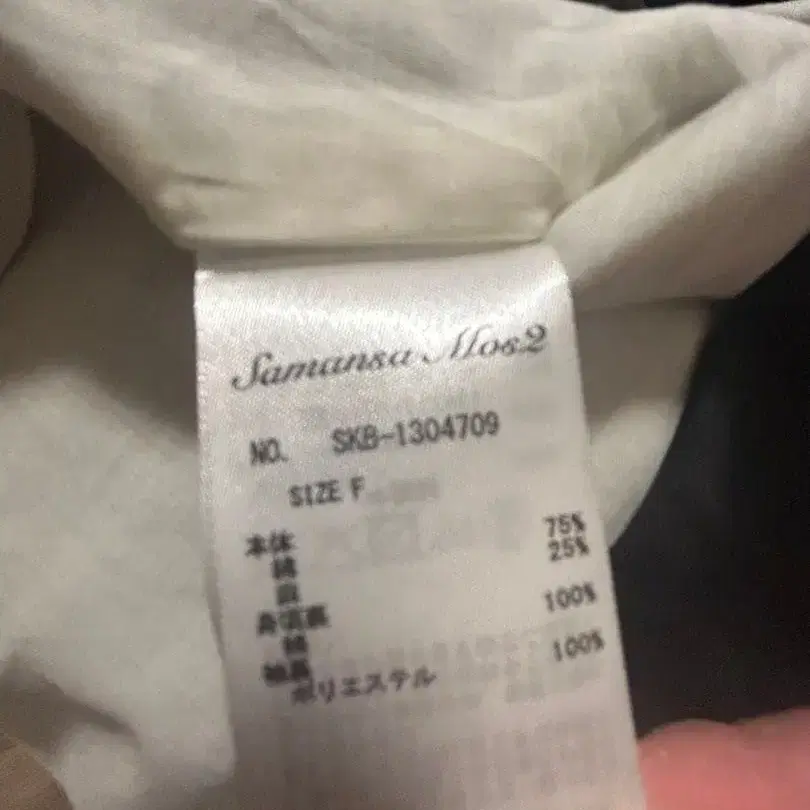 Samansa Mos2
NO. SKB-1304709
SIZE F
本体
綿 75%
25%
身頃裏
綿 100%
袖裏
ポリエステル 100%